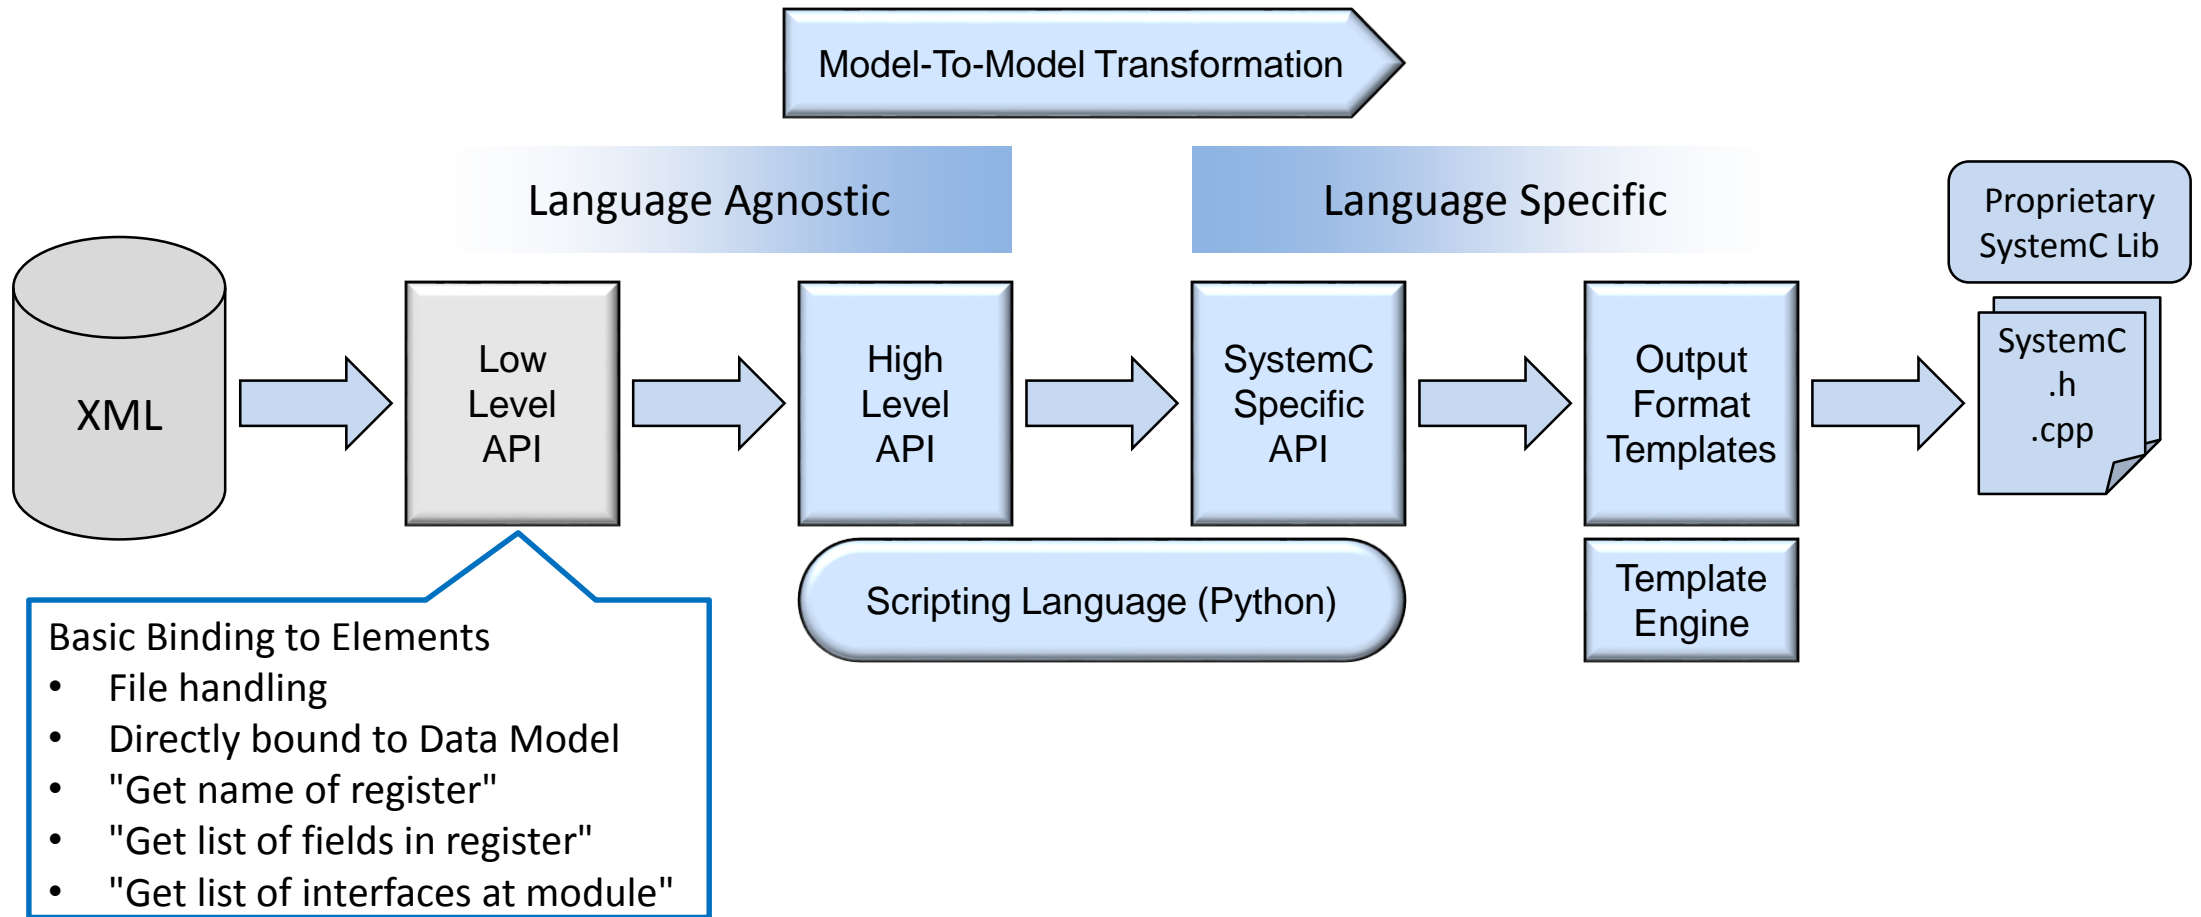 Model-To-Model Transformation
Language Agnostic
Language Specific
Proprietary
SystemC Lib
XML
Low
Level
API
High
Level
API
SystemC
Specific
API
Output
Format
Templates
SystemC
.h
.cpp
Scripting Language (Python)
Template
Engine
Basic Binding to Elements
• File handling
• Directly bound to Data Model
• "Get name of register"
• "Get list of fields in register"
• "Get list of interfaces at module"